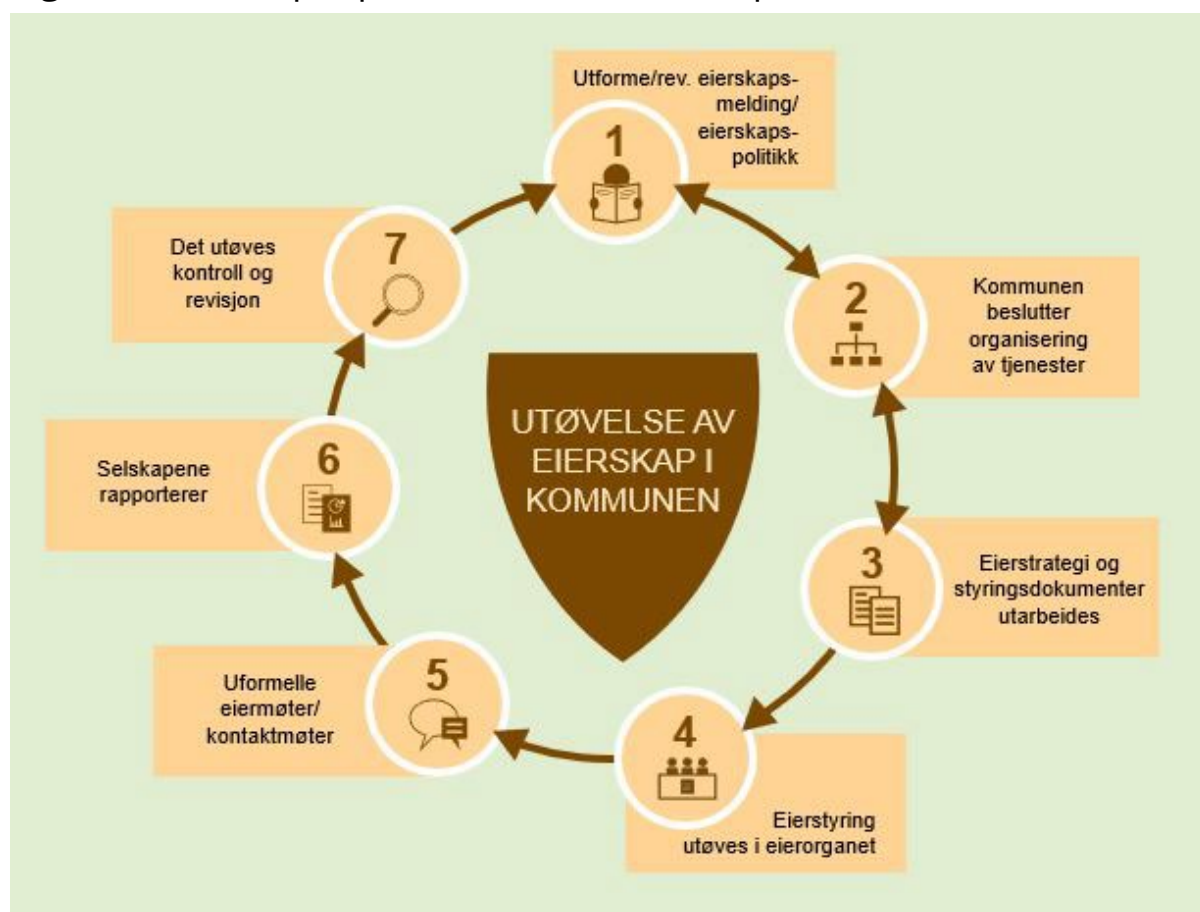 1
Utforme/rev. eierskaps-
melding/
eierskaps-
politikk
2
Kommunen
beslutter
organisering
av tjenester
3
Eierstrategi og
styringsdokumenter
utarbeides
4
Eierstyring
utøves i eierorganet
5
Uformelle
eiermøter/
kontaktmøter
6
Selskapene
rapporterer
7
Det utøves
kontroll og
revisjon
UTØVELSE AV
EIERSKAP I
KOMMUNEN